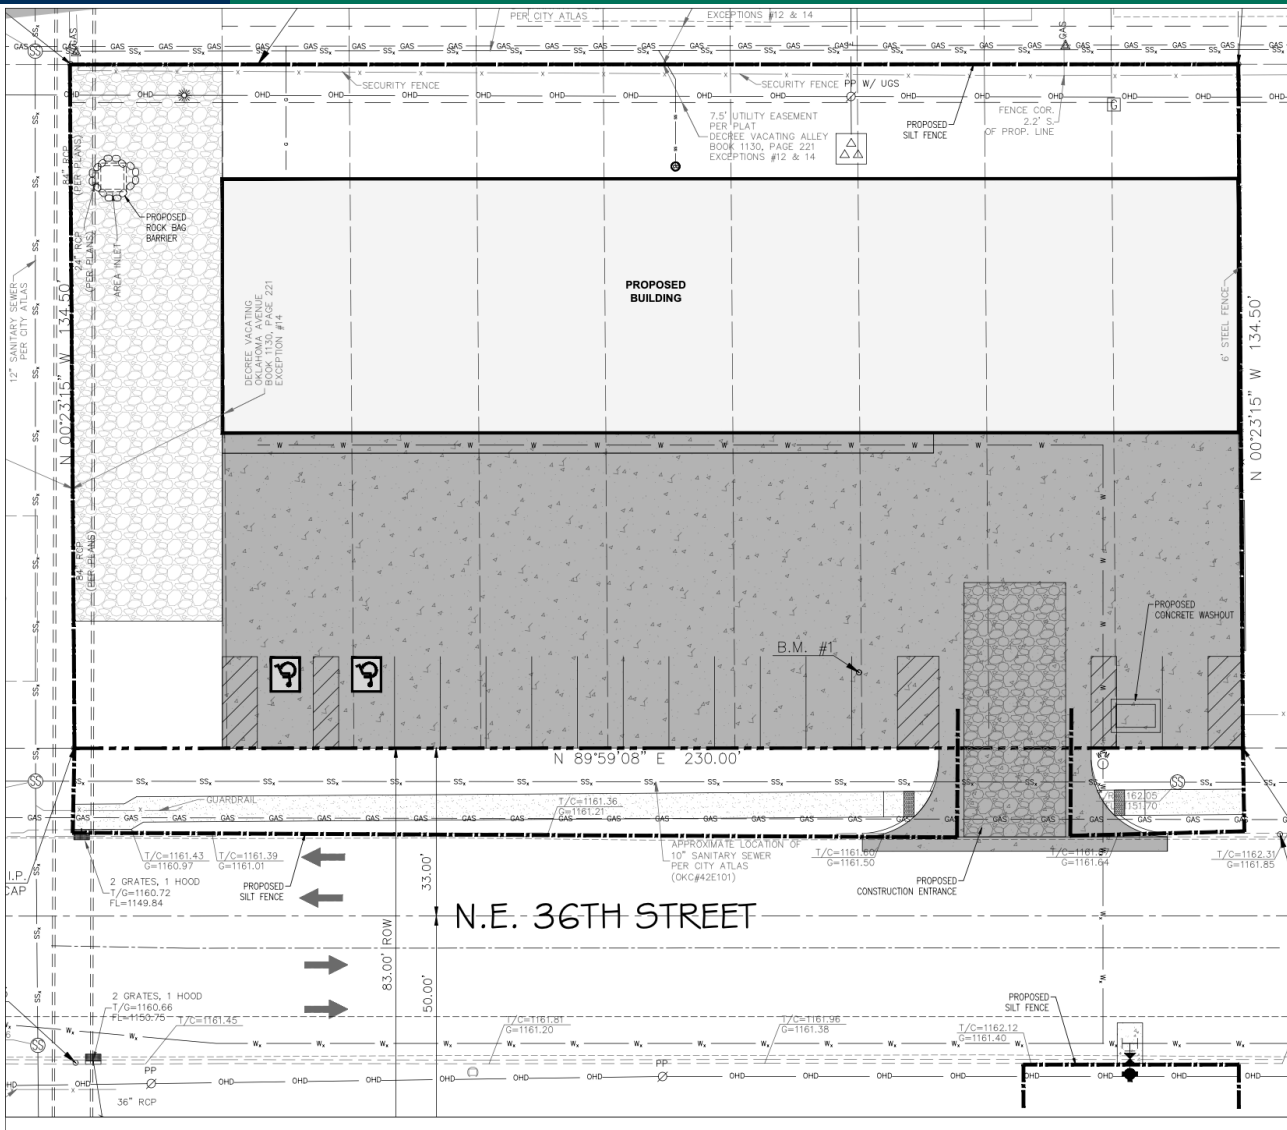 PER CITY ATLAS
EXCEPTIONS #12 & 14
GAS
SECURITY FENCE
SECURITY FENCE
PP W/ UGS
OHD
7.5' UTILITY EASEMENT
PER PLAT
DECREE VACATING ALLEY
BOOK 1130, PAGE 221
EXCEPTIONS #12 & 14
PROPOSED
SILT FENCE
FENCE COR.
2.2' S.
OF PROP. LINE
G
84" RCP
(PER PLANS)
PROPOSED
ROCK BAG
BARRIER
24" RCP
(PER PLANS)
AREA INLET
12" SANITARY SEWER
PER CITY ATLAS
N 00°23'15" W 134.50'
DECREE VACATING
OKLAHOMA AVENUE
BOOK 1130, PAGE 221
EXCEPTION #14
PROPOSED
BUILDING
6' STEEL FENCE
N 00°23'15" W 134.50'
84" RCP
(PER PLANS)
PROPOSED
CONCRETE WASHOUT
B.M. #1
N 89°59'08" E 230.00'
SS
SS
GUARDRAIL
T/C=1161.36
G=1161.21
T/C=1161.43
G=1160.97
T/C=1161.39
G=1161.01
APPROXIMATE LOCATION OF
10" SANITARY SEWER
PER CITY ATLAS
(OKC#42E101)
G=1161.50
G=1161.64
T/C=1162.31
G=1161.85
I.P.
CAP
2 GRATES, 1 HOOD
T/G=1160.72
FL=1149.84
PROPOSED
SILT FENCE
33.00'
PROPOSED
CONSTRUCTION ENTRANCE
N.E. 36TH STREET
83.00' ROW
50.00'
2 GRATES, 1 HOOD
T/G=1160.66
FL=1150.75
T/C=1161.45
T/C=1161.81
G=1161.20
T/C=1161.96
G=1161.38
T/C=1162.12
G=1161.40
PROPOSED
SILT FENCE
SS
PP
PP
OHD
36" RCP